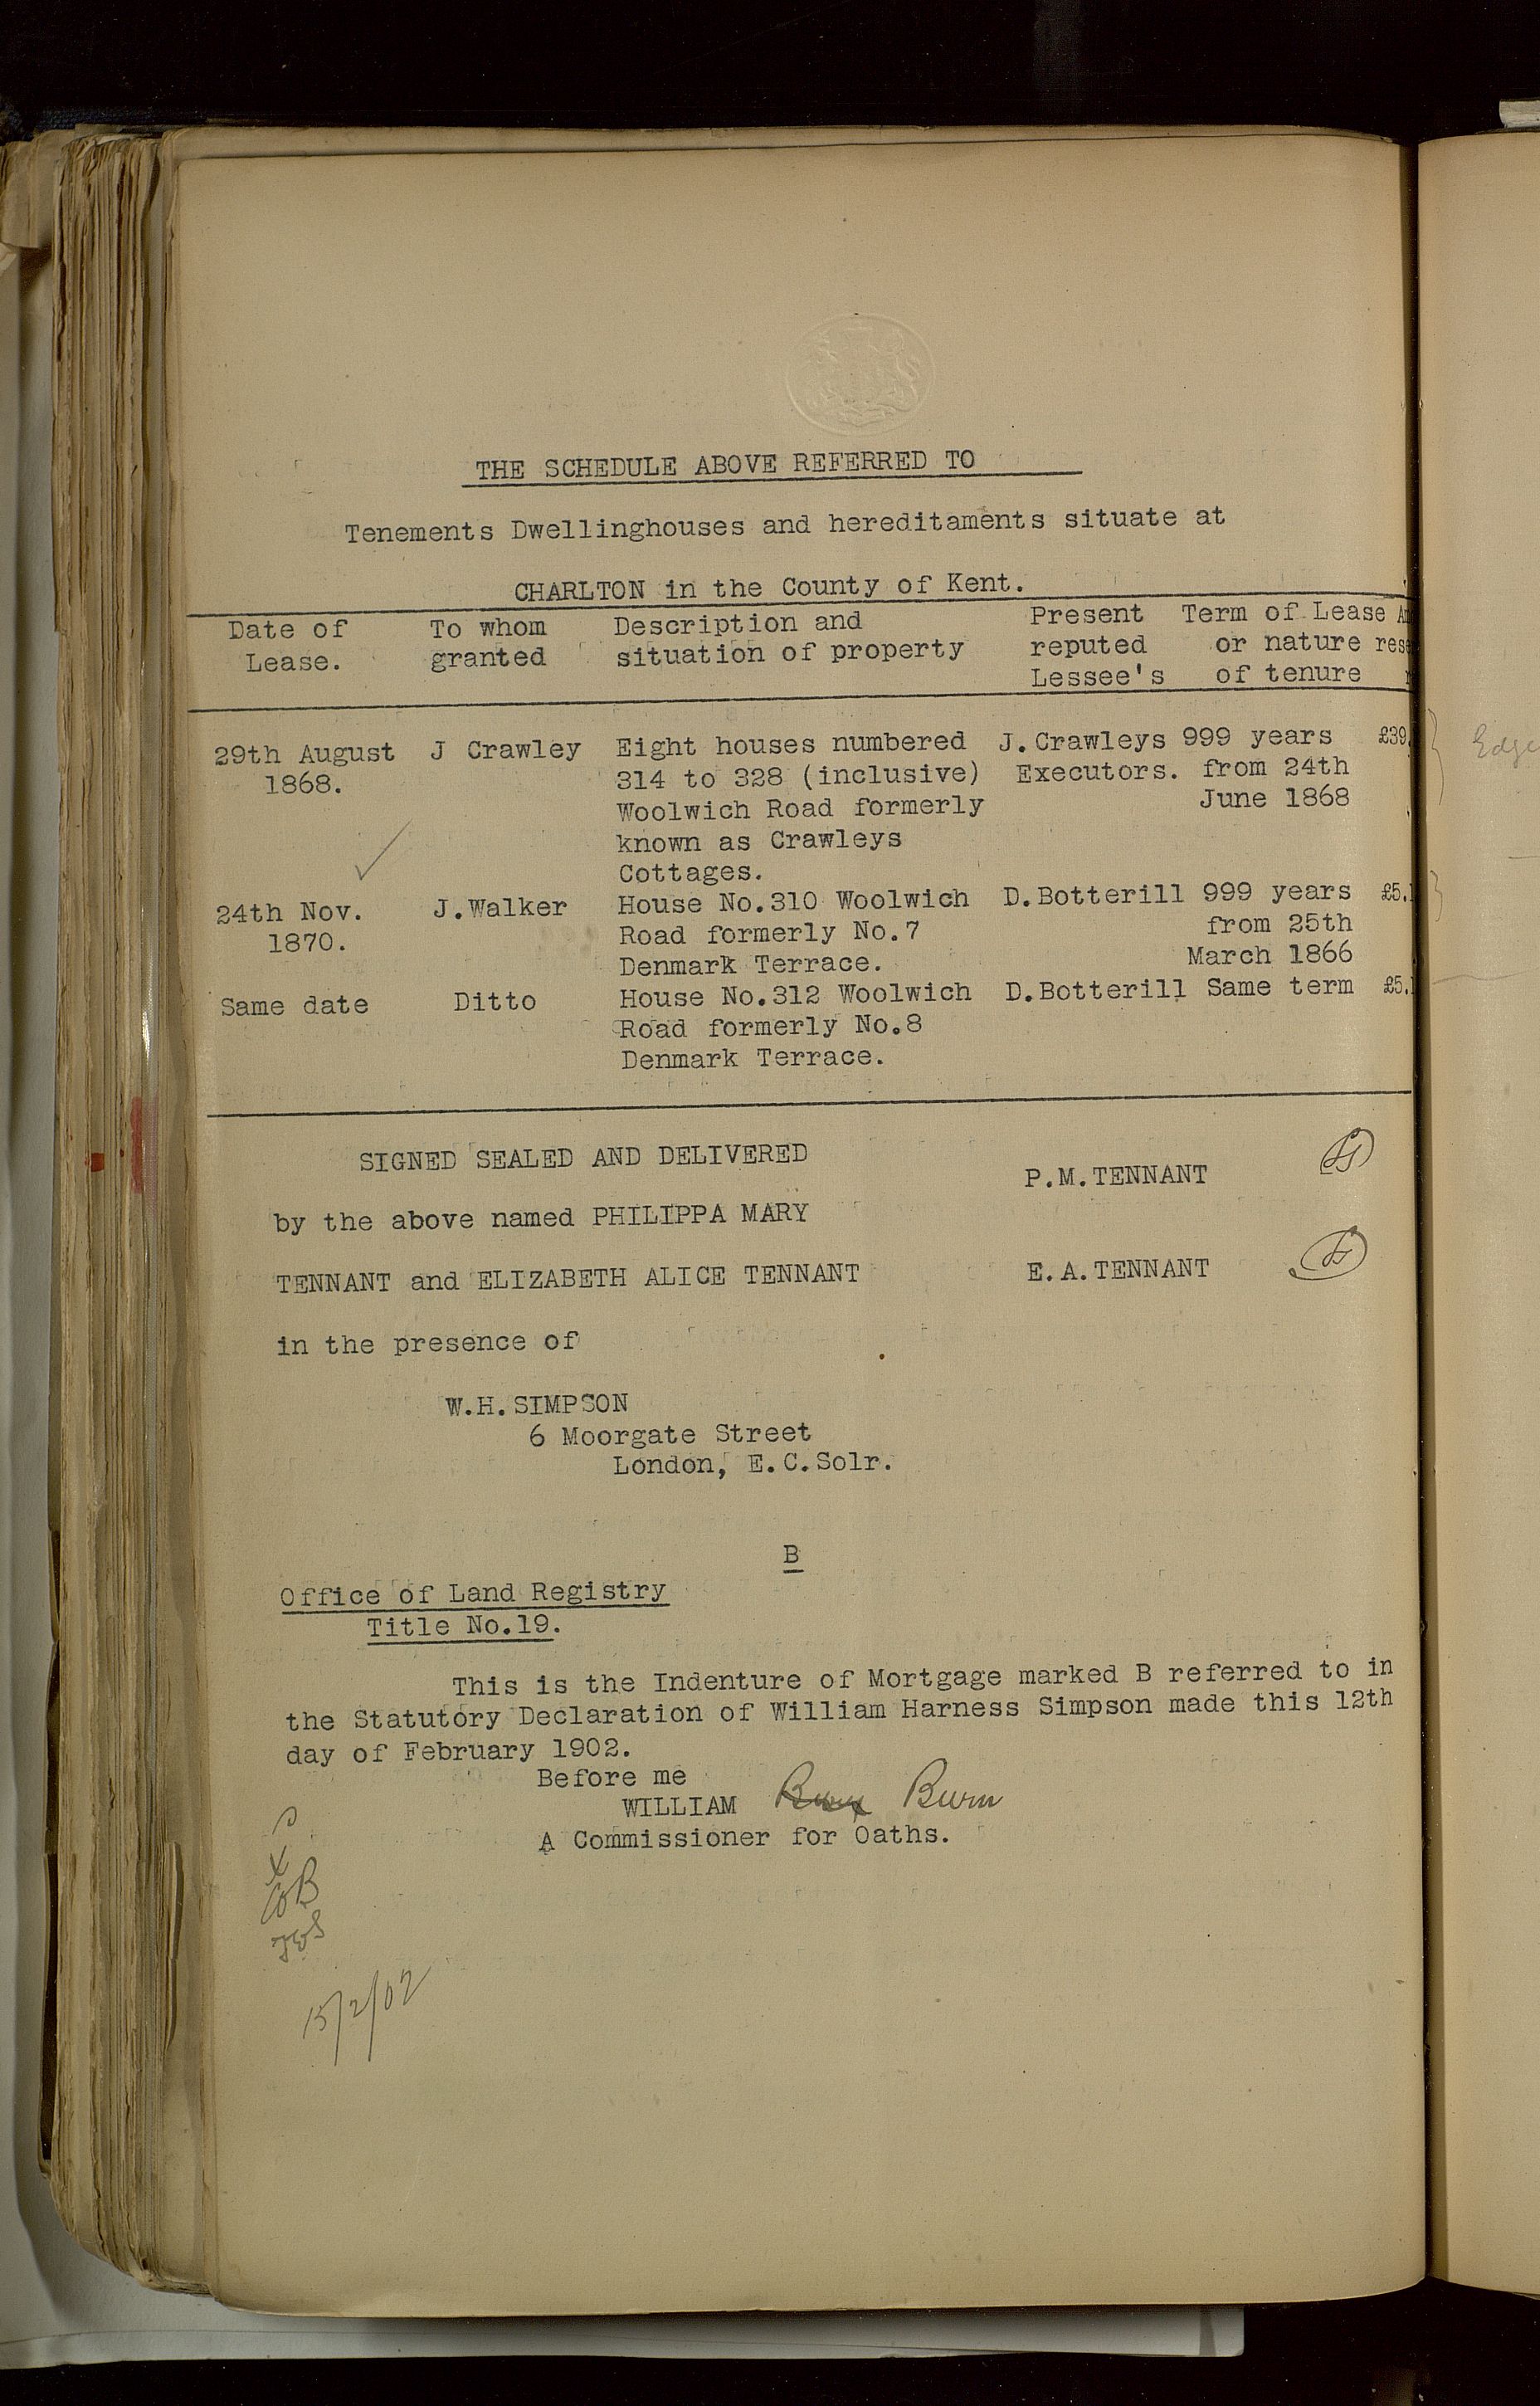 THE SCHEDULE ABOVE REFERRED TO
Tenements Dwellinghouses and hereditaments situate at
CHARLTON in the County of Kent.
Date of Lease.
To whom granted
Description and situation of property
Present reputed Lessee's
Term of Lease or nature of tenure
29th August 1868.
J Crawley
Eight houses numbered
314 to 328 (inclusive)
Woolwich Road formerly
known as Crawleys
Cottages.
J.Crawleys
Executors.
999 years
from 24th
June 1868
£39
24th Nov.
1870.
J.Walker
House No.310 Woolwich
Road formerly No.7
Denmark Terrace.
D.Botterill
999 years
from 25th
March 1866
£5.
Same date
Ditto
House No.312 Woolwich
Road formerly No.8
Denmark Terrace.
D.Botterill
Same term
£5.
SIGNED SEALED AND DELIVERED
by the above named PHILIPPA MARY
TENNANT and ELIZABETH ALICE TENNANT
in the presence of
P.M.TENNANT
E.A.TENNANT
W.H.SIMPSON
6 Moorgate Street
London, E.C.Solr.
B
Office of Land Registry
Title No.19.
This is the Indenture of Mortgage marked B referred to in
the Statutory Declaration of William Harness Simpson made this 12th
day of February 1902.
Before me
WILLIAM Burn
A Commissioner for Oaths.
15/2/02